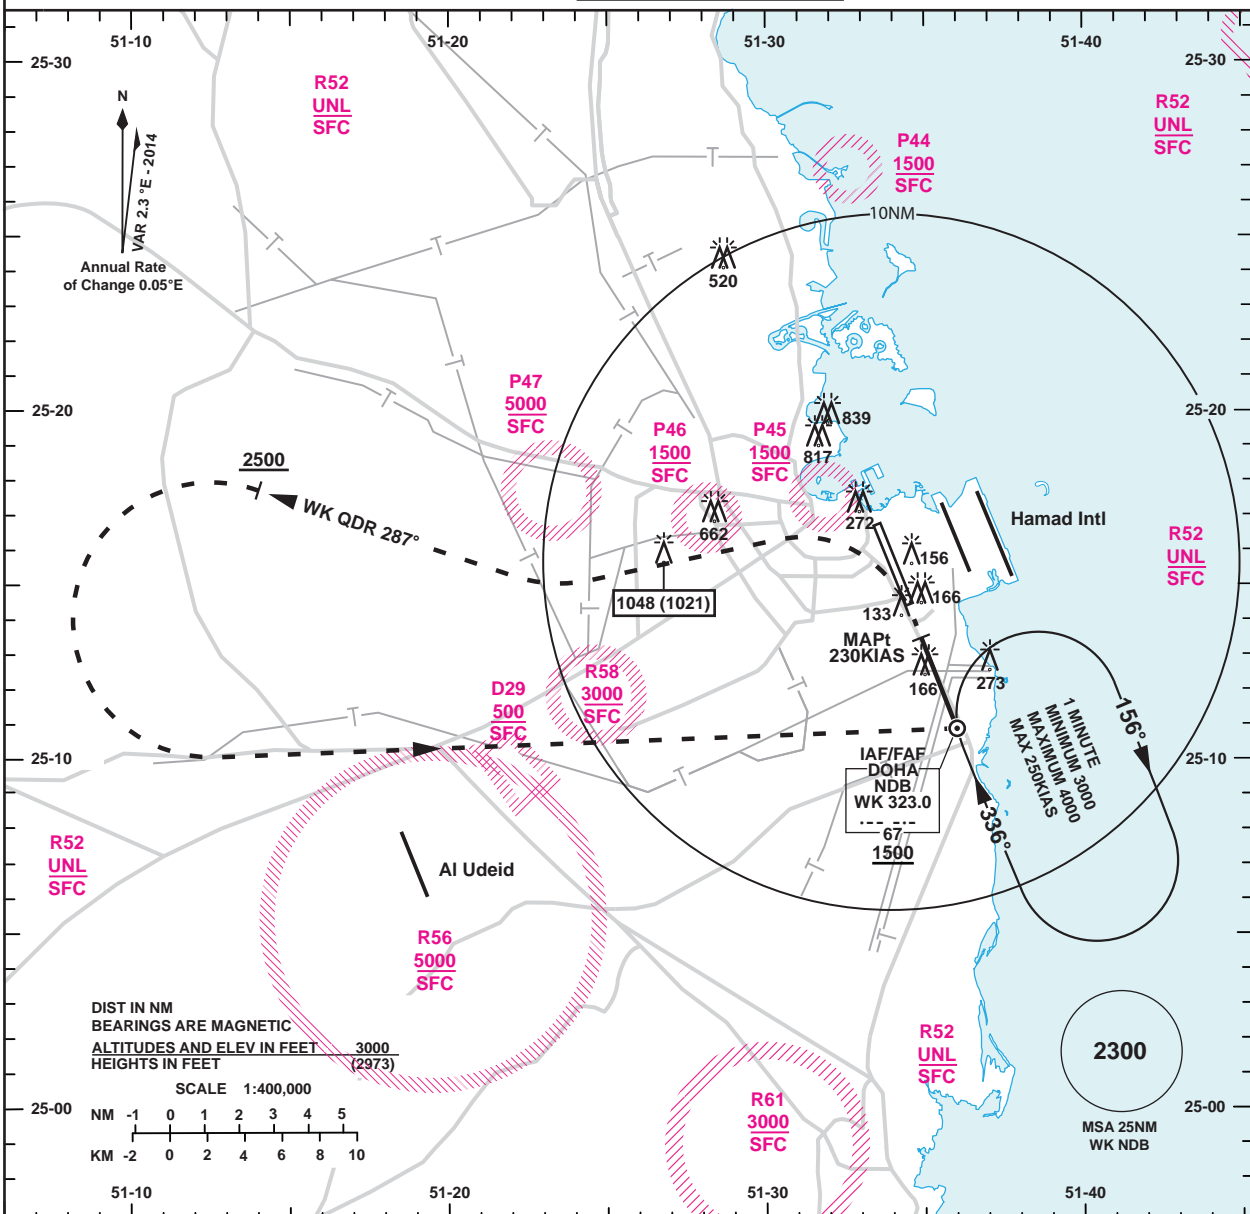 51-10
51-20
51-30
51-40
25-30
25-30
R52
UNL
SFC
R52
UNL
SFC
N
VAR 2.3 °E - 2014
Annual Rate
of Change 0.05°E
P44
1500
SFC
10NM
520
P47
5000
SFC
25-20
25-20
839
817
P46
1500
SFC
P45
1500
SFC
2500
WK QDR 287°
662
272
Hamad Intl
156
R52
UNL
SFC
1048 (1021)
166
133
MAPt
230KIAS
166
273
R58
3000
SFC
D29
500
SFC
156°
1 MINUTE
MINIMUM 3000
MAXIMUM 4000
MAX 250KIAS
25-10
25-10
IAF/FAF
DOHA
NDB
WK 323.0
67
1500
336°
R52
UNL
SFC
Al Udeid
R56
5000
SFC
DIST IN NM
BEARINGS ARE MAGNETIC
ALTITUDES AND ELEV IN FEET 3000
HEIGHTS IN FEET (2973)
SCALE 1:400,000
NM -1 0 1 2 3 4 5
KM -2 0 2 4 6 8 10
R52
UNL
SFC
2300
MSA 25NM
WK NDB
25-00
25-00
R61
3000
SFC
51-10
51-20
51-30
51-40